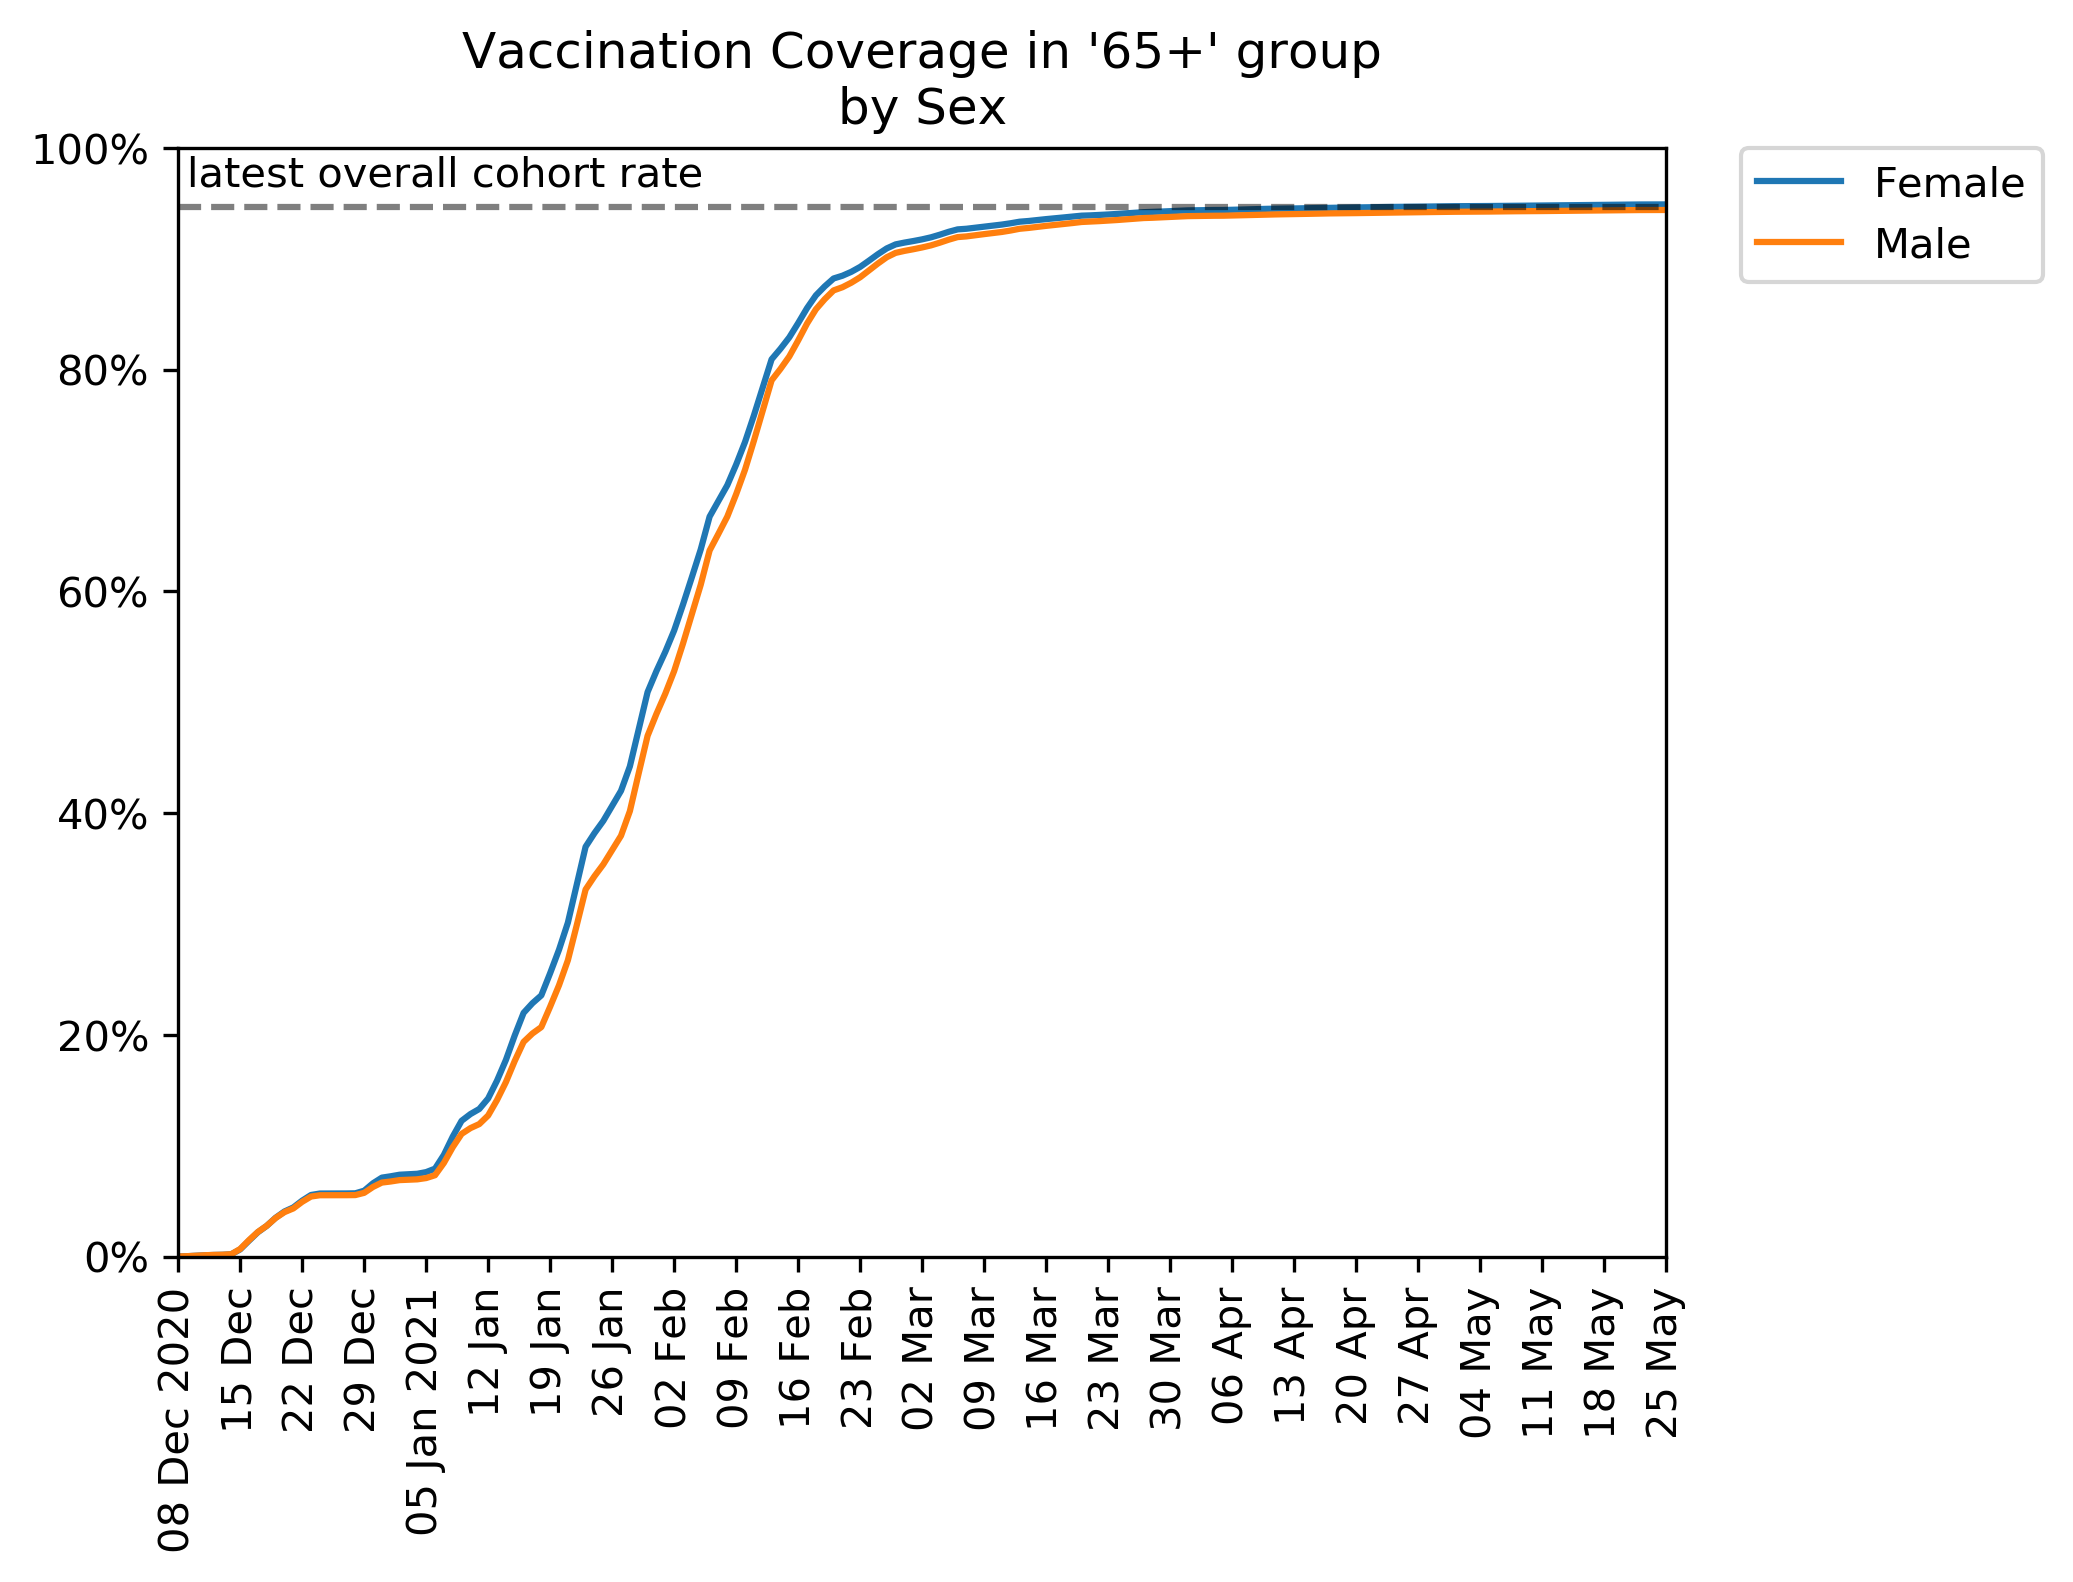 Vaccination Coverage in '65+' group
by Sex
100%
80%
60%
40%
20%
0%
latest overall cohort rate
Female
Male
08 Dec 2020
15 Dec
22 Dec
29 Dec
05 Jan 2021
12 Jan
19 Jan
26 Jan
02 Feb
09 Feb
16 Feb
23 Feb
02 Mar
09 Mar
16 Mar
23 Mar
30 Mar
06 Apr
13 Apr
20 Apr
27 Apr
04 May
11 May
18 May
25 May